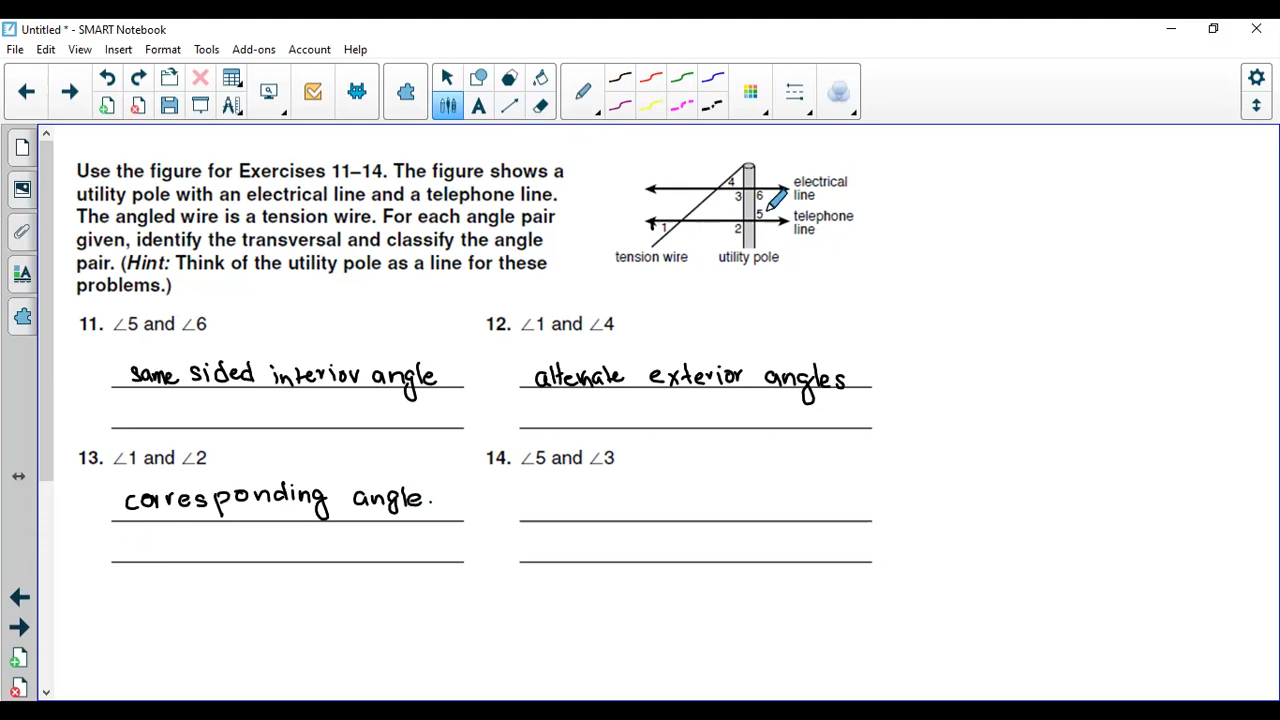 Untitled * - SMART Notebook
File Edit View Insert Format Tools Add-ons Account Help
Use the figure for Exercises 11–14. The figure shows a
utility pole with an electrical line and a telephone line.
The angled wire is a tension wire. For each angle pair
given, identify the transversal and classify the angle
pair. (Hint: Think of the utility pole as a line for these
problems.)
4
3 6
electrical
line
5
1 2
telephone
line
tension wire utility pole
11. ∠5 and ∠6
same sided interior angle
12. ∠1 and ∠4
alternate exterior angles
13. ∠1 and ∠2
corresponding angle.
14. ∠5 and ∠3